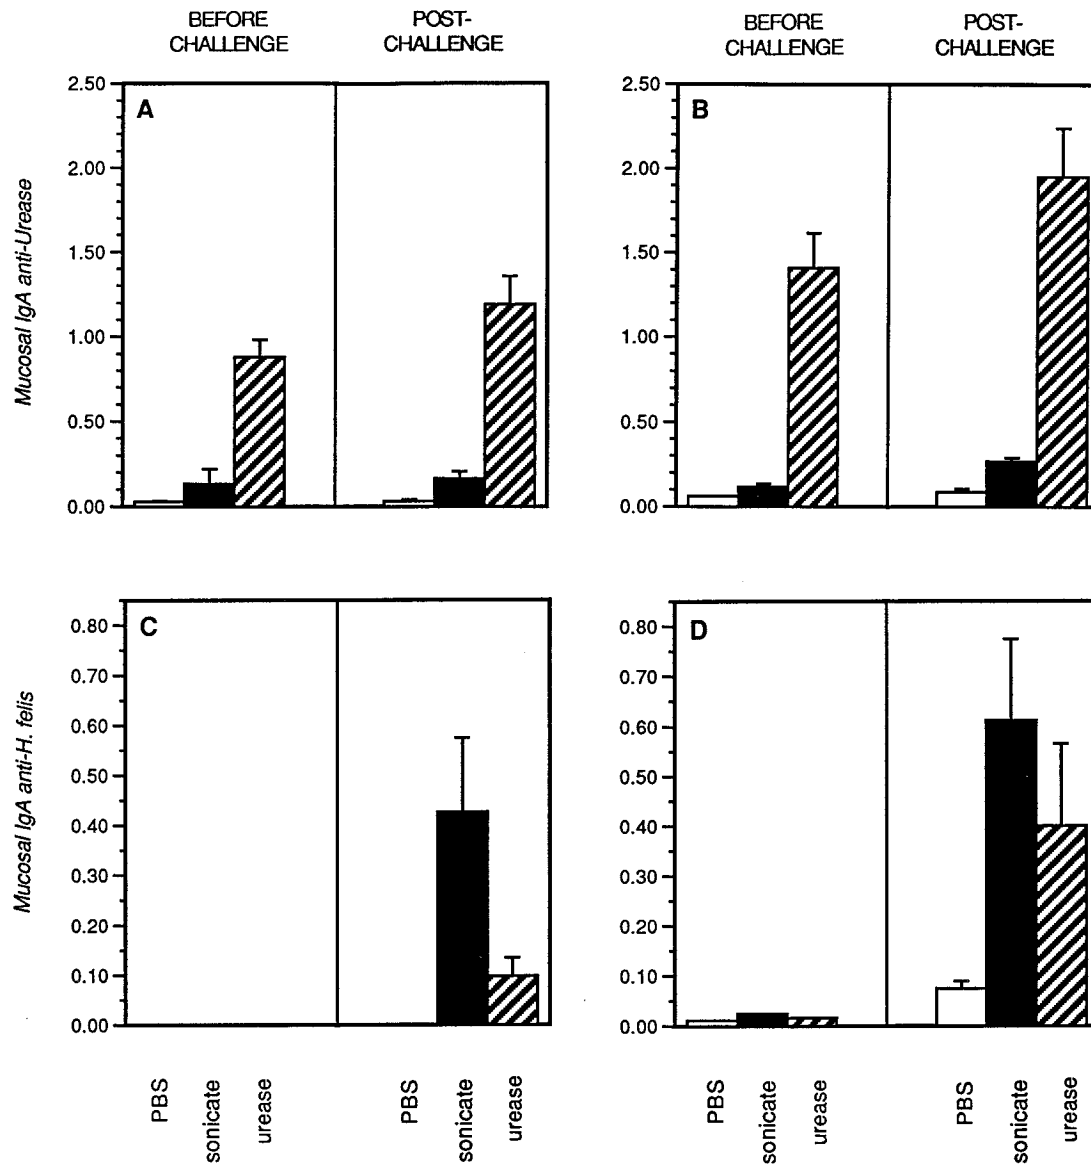 BEFORE
CHALLENGE
POST-
CHALLENGE
BEFORE
CHALLENGE
POST-
CHALLENGE
Mucosal IgA anti-Urease
2.50
2.00
1.50
1.00
0.50
0.00
A
2.50
2.00
1.50
1.00
0.50
0.00
B
Mucosal IgA anti-H. felis
0.80
0.70
0.60
0.50
0.40
0.30
0.20
0.10
0.00
C
0.80
0.70
0.60
0.50
0.40
0.30
0.20
0.10
0.00
D
PBS
sonicate
urease
PBS
sonicate
urease
PBS
sonicate
urease
PBS
sonicate
urease